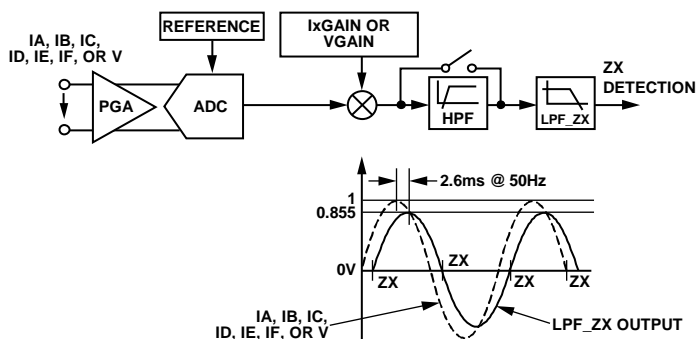 IA, IB, IC,
ID, IE, IF, OR V
REFERENCE
IxGAIN OR
VGAIN
PGA
ADC
HPF
LPF_ZX
ZX
DETECTION
2.6ms @ 50Hz
1
0.855
0V
ZX
ZX
ZX
ZX
IA, IB, IC,
ID, IE, IF, OR V
LPF_ZX OUTPUT